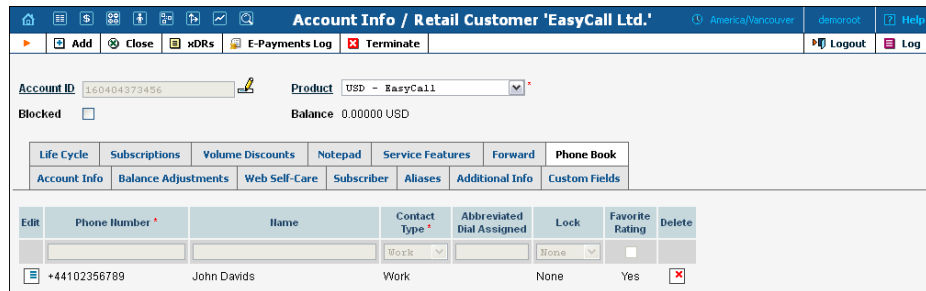 Account Info / Retail Customer 'EasyCall Ltd.' America/Vancouver demoroot ? Help
Add Close xDRs E-Payments Log Terminate Logout Log
Account ID 160404373456 Product USD - EasyCall *
Blocked Balance 0.00000 USD
Life Cycle Subscriptions Volume Discounts Notepad Service Features Forward Phone Book
Account Info Balance Adjustments Web Self-Care Subscriber Aliases Additional Info Custom Fields
Edit Phone Number * Name Contact Type * Abbreviated Dial Assigned Lock Favorite Rating Delete
Work None
+44102356789 John Davids Work None Yes